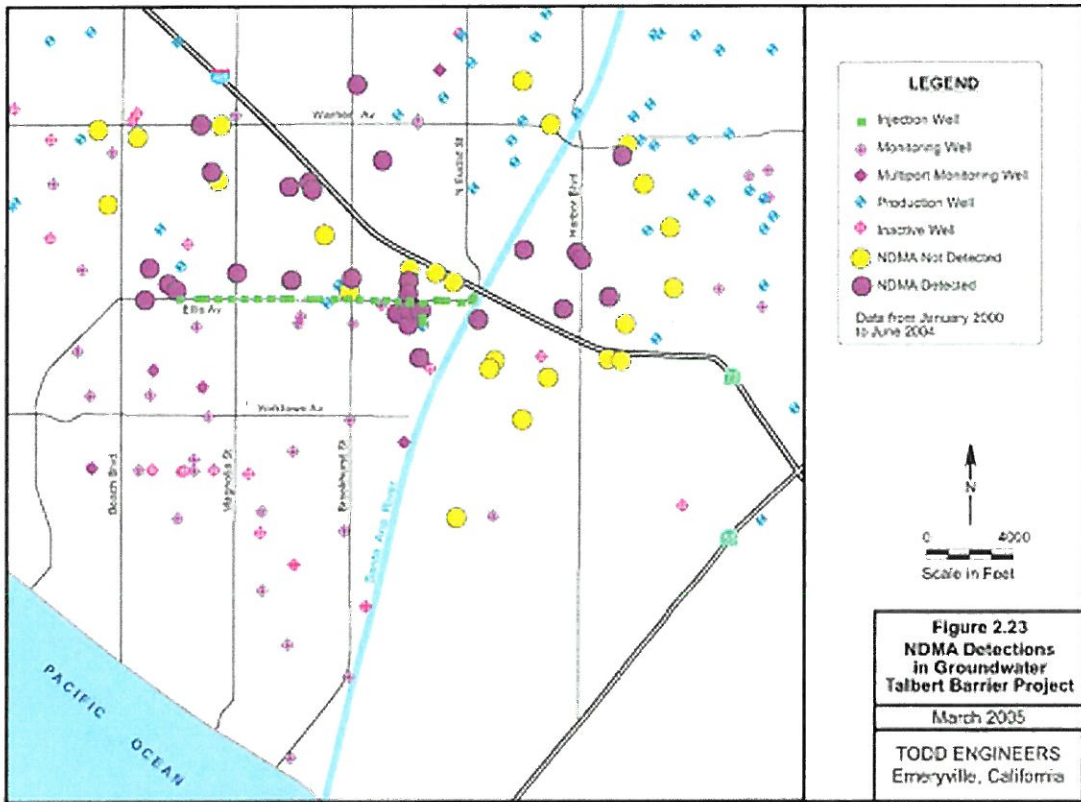 Warner Av
N Euclid St
Harbor Blvd
Ellis Av
Yorktown Av
Beach Blvd
Magnolia St
Brookhurst St
Santa Ana River
PACIFIC
OCEAN
LEGEND
Injection Well
Monitoring Well
Multiport Monitoring Well
Production Well
Inactive Well
NDMA Not Detected
NDMA Detected
Data from January 2000
to June 2004
N
0 4000
Scale in Feet
Figure 2.23
NDMA Detections
in Groundwater
Talbert Barrier Project
March 2005
TODD ENGINEERS
Emeryville, California